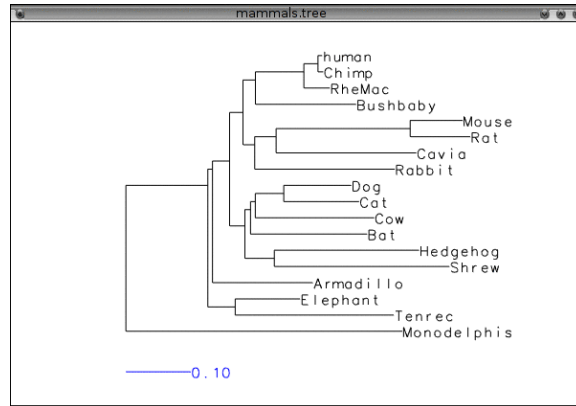 mammals.tree
human
Chimp
RheMac
Bushbaby
Mouse
Rat
Cavia
Rabbit
Dog
Cat
Cow
Bat
Hedgehog
Shrew
Armadillo
Elephant
Tenrec
Monodelphis
0.10